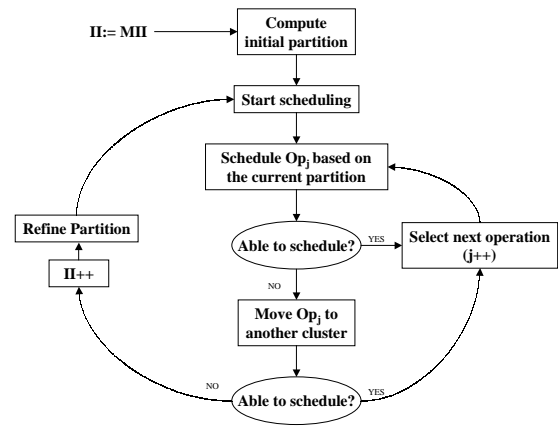 II:= MII
Compute
initial partition
Start scheduling
Schedule Opj based on
the current partition
Refine Partition
Able to schedule?
YES
Select next operation
(j++)
II++
NO
Move Opj to
another cluster
NO
Able to schedule?
YES